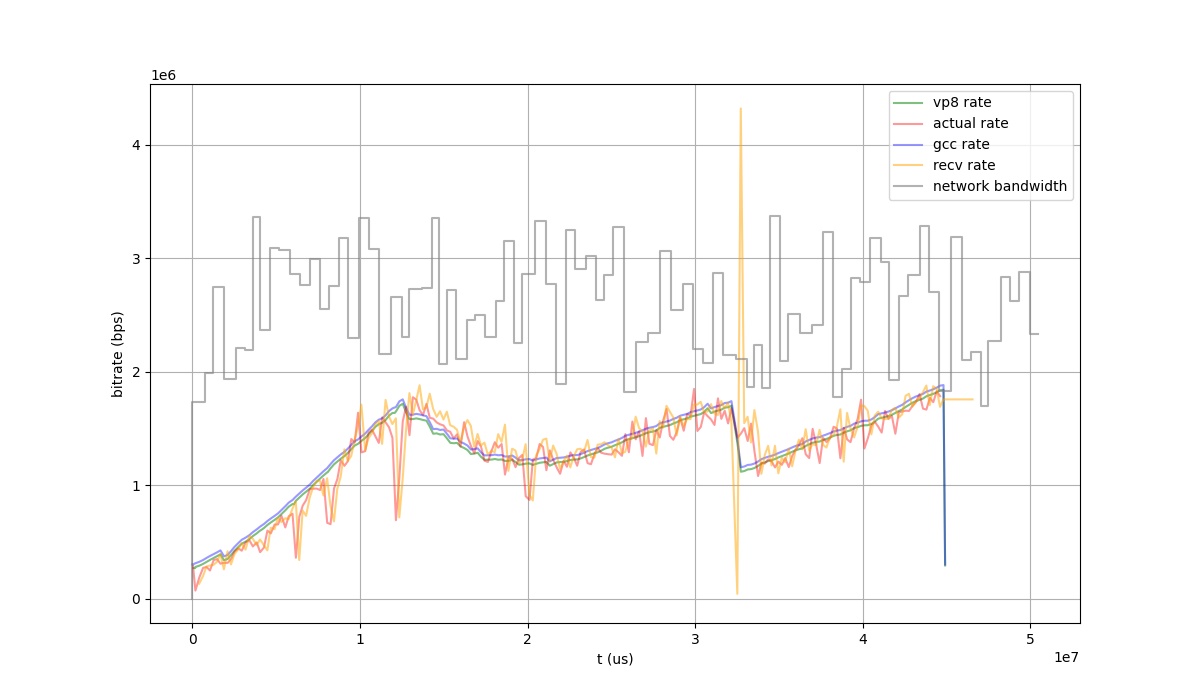 1e6
vp8 rate
actual rate
gcc rate
recv rate
network bandwidth
4
3
2
1
0
bitrate (bps)
0 1 2 3 4 5
t (us)
1e7